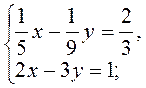 1/5 x - 1/9 y = 2/3,
2x - 3y = 1;